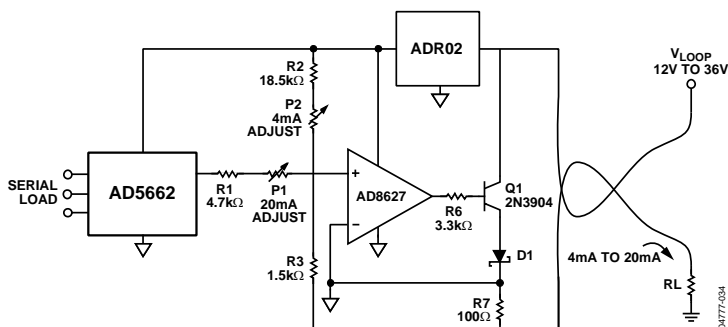 ADR02
V LOOP
12V TO 36V
R2
18.5kΩ
P2
4mA
ADJUST
SERIAL
LOAD
AD5662
R1
4.7kΩ
P1
20mA
ADJUST
+
–
AD8627
R6
3.3kΩ
Q1
2N3904
R3
1.5kΩ
D1
4mA TO 20mA
RL
R7
100Ω
04777-034